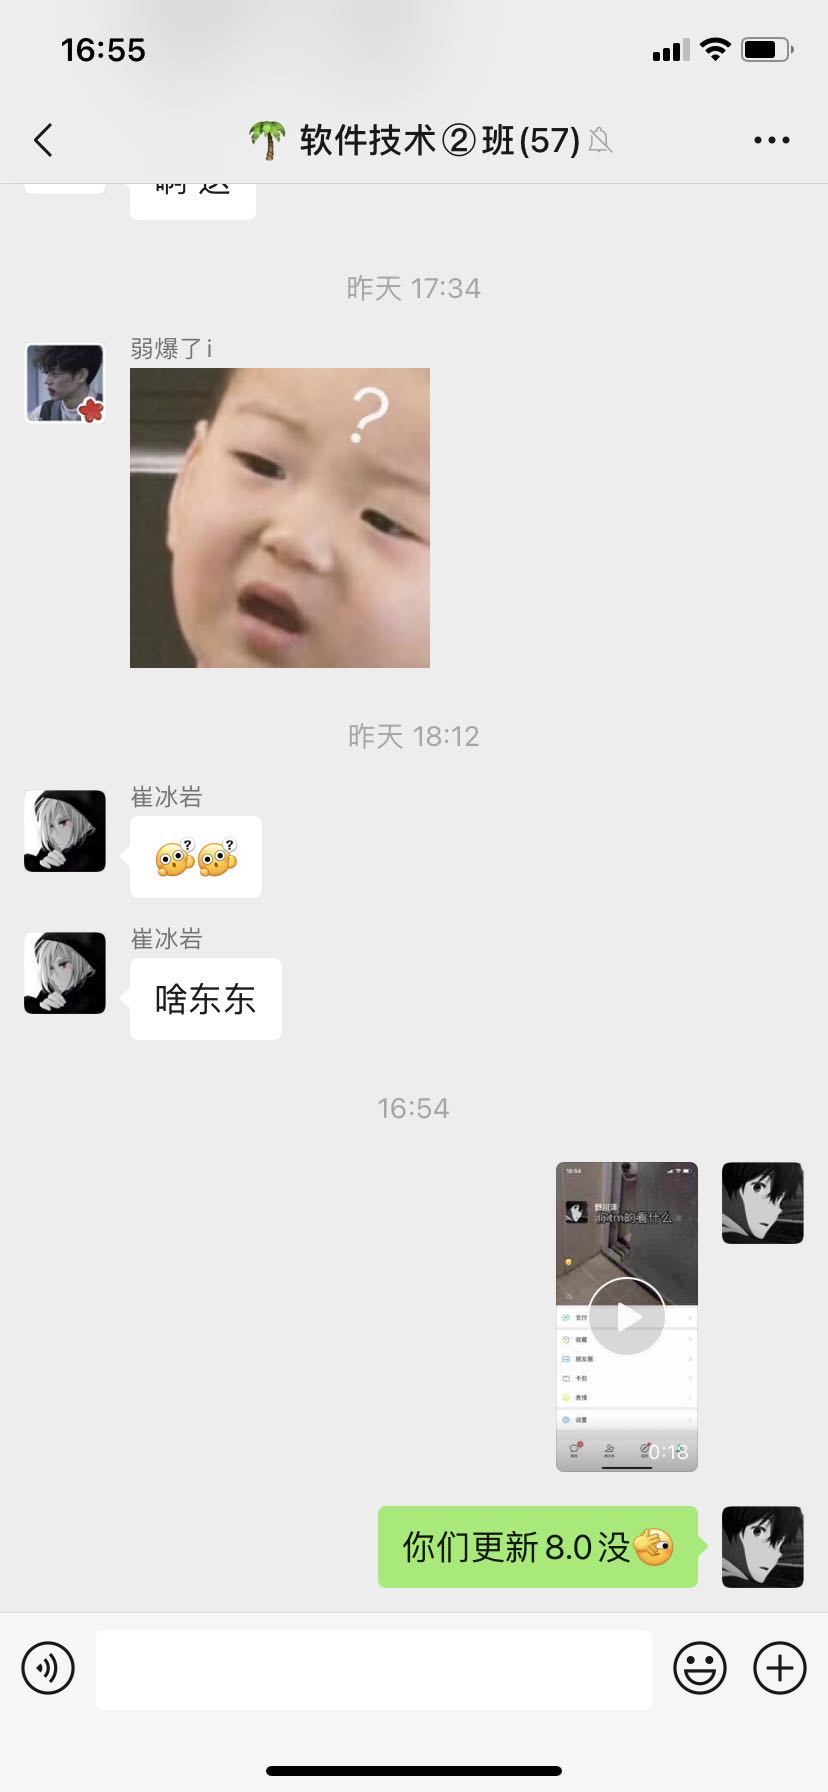 16:55
🌴 软件技术②班(57)
啊 这
昨天 17:34
弱爆了i
?
昨天 18:12
崔冰岩
崔冰岩
啥东东
16:54
16:54
野川泽
你tm的看什么
支付
收藏
朋友圈
卡包
表情
设置
0:18
你们更新8.0没